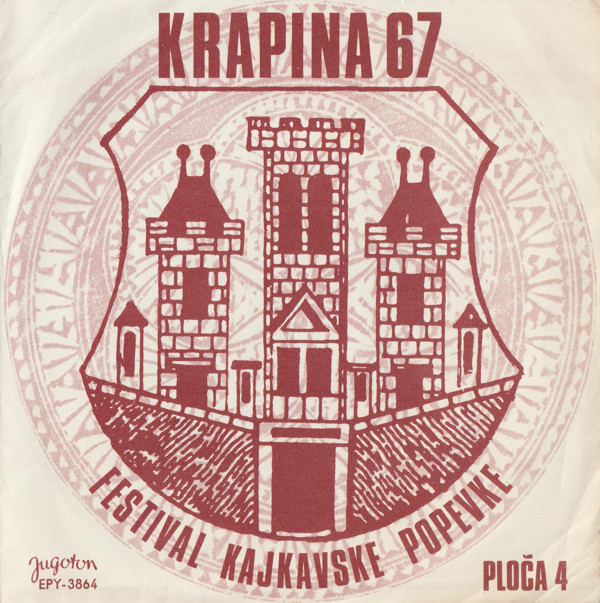 KRAPINA 67
FESTIVAL KAJKAVSKE POPEVKE
Jugoton
EPY-3864
PLOČA 4